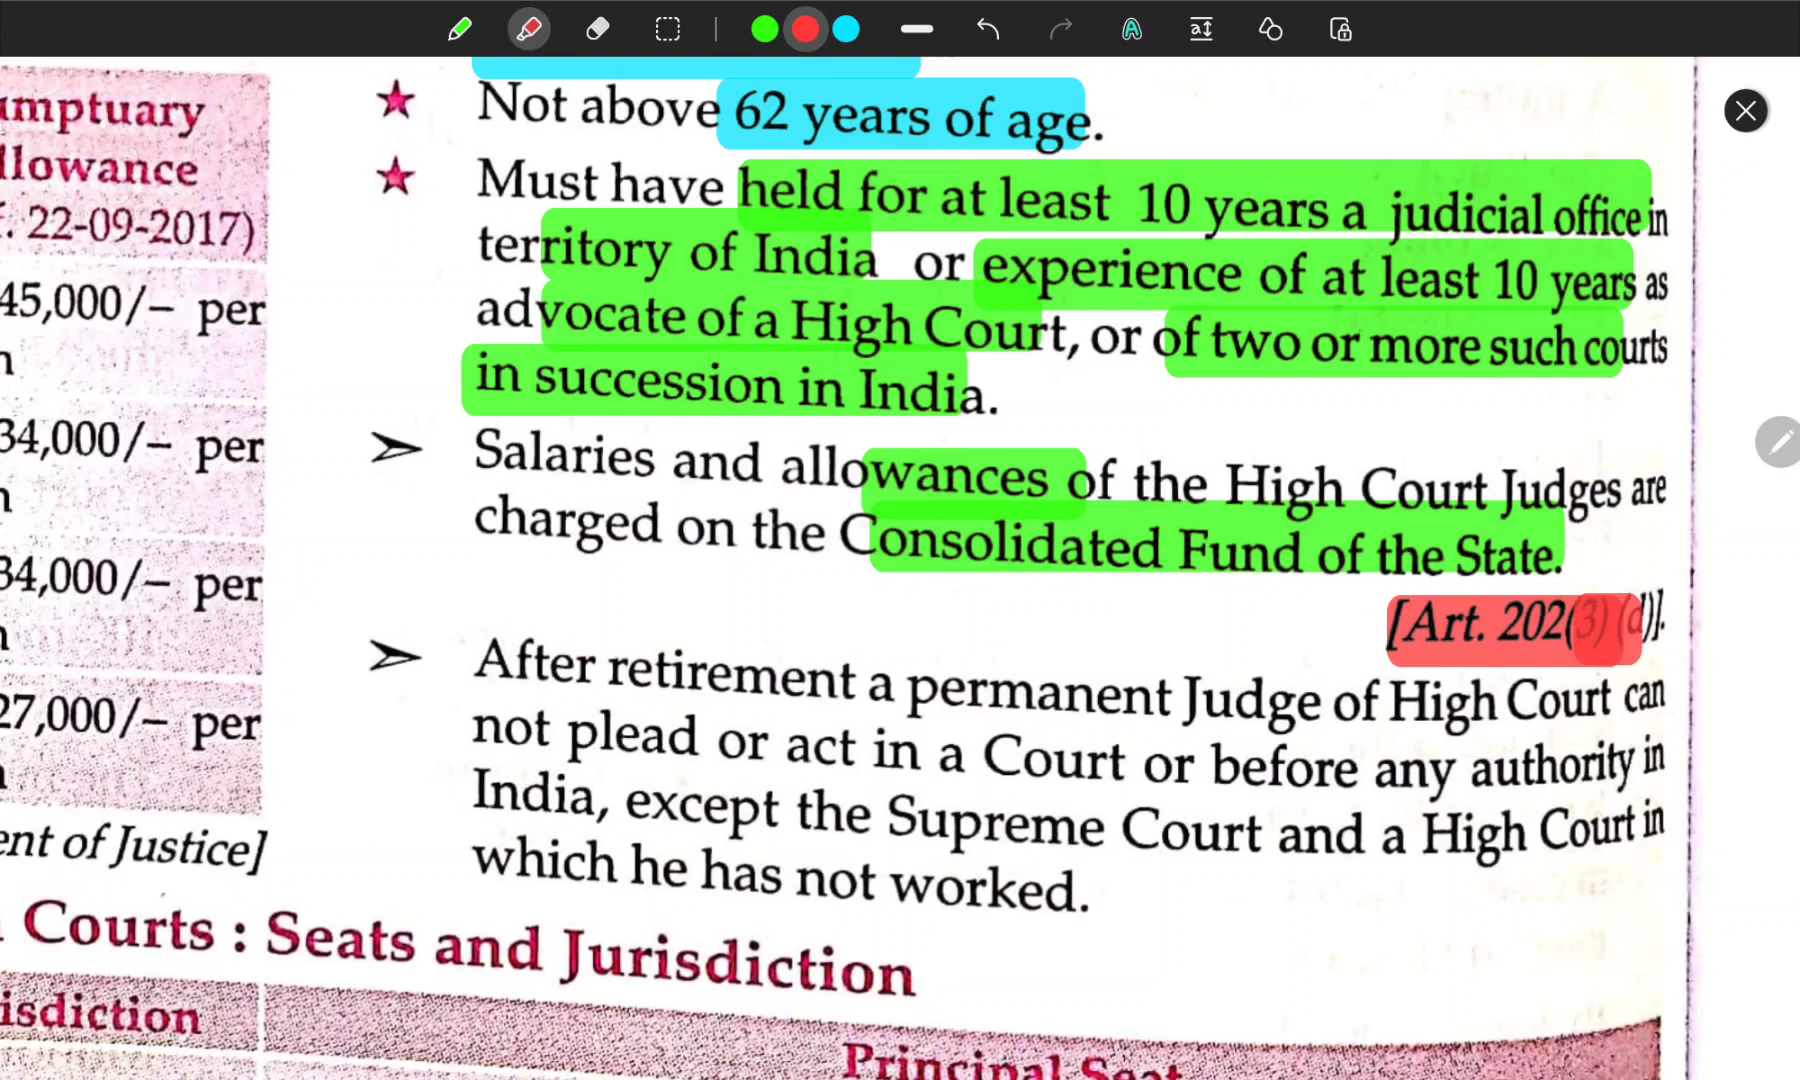 umptuary
llowance
. 22-09-2017)
45,000/– per
34,000/– per
34,000/– per
27,000/– per
ent of Justice]
★ Not above 62 years of age.
★ Must have held for at least 10 years a judicial office in
territory of India or experience of at least 10 years as
advocate of a High Court, or of two or more such courts
in succession in India.
➢ Salaries and allowances of the High Court Judges are
charged on the Consolidated Fund of the State.
[Art. 202(3) (d)].
➢ After retirement a permanent Judge of High Court can
not plead or act in a Court or before any authority in
India, except the Supreme Court and a High Court in
which he has not worked.
Courts : Seats and Jurisdiction
isdiction
Principal Seat